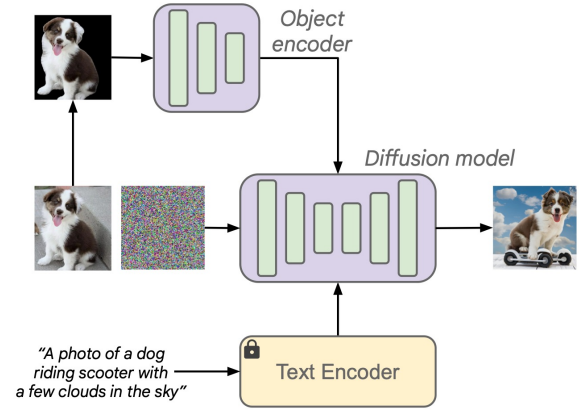 Object
encoder
Diffusion model
“A photo of a dog
riding scooter with
a few clouds in the sky”
Text Encoder